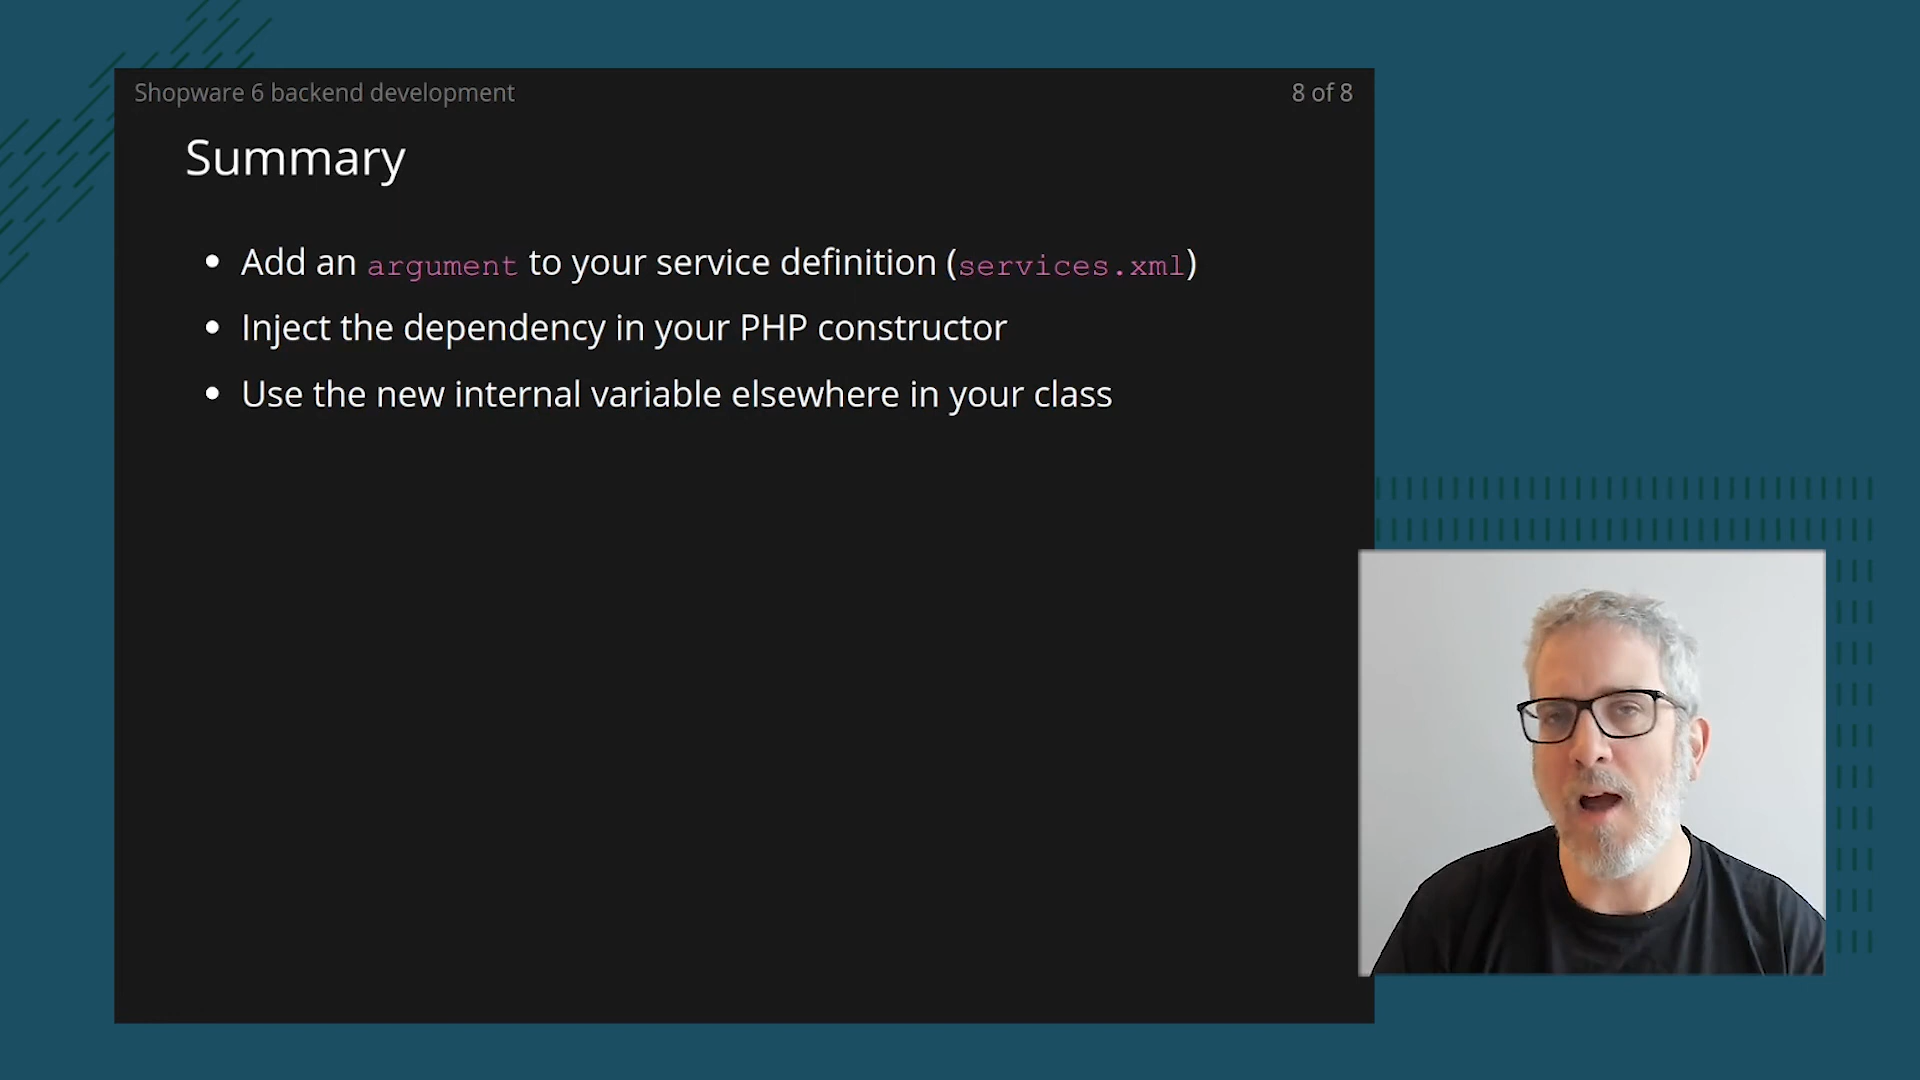 Shopware 6 backend development
8 of 8
Summary
Add an argument to your service definition (services.xml)
Inject the dependency in your PHP constructor
Use the new internal variable elsewhere in your class